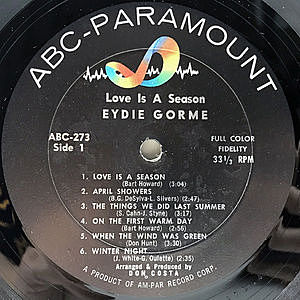 ABC-PARAMOUNT
Love Is A Season
EYDIE GORME
ABC-273
Side 1
FULL COLOR
FIDELITY
33⅓ RPM
1. LOVE IS A SEASON
(Bart Howard) (3:04)
2. APRIL SHOWERS
(B.G. DeSylva-L. Silvers) (2:47)
3. THE THINGS WE DID LAST SUMMER
(S. Cahn-J. Styne) (3:17)
4. ON THE FIRST WARM DAY
(Bart Howard) (2:56)
5. WHEN THE WIND WAS GREEN
(Don Hunt) (3:30)
6. WINTER NIGHT
(J. White-G. Oulette) (2:35)
Arranged & Produced by
DON COSTA
A PRODUCT OF AM-PAR RECORD CORP.